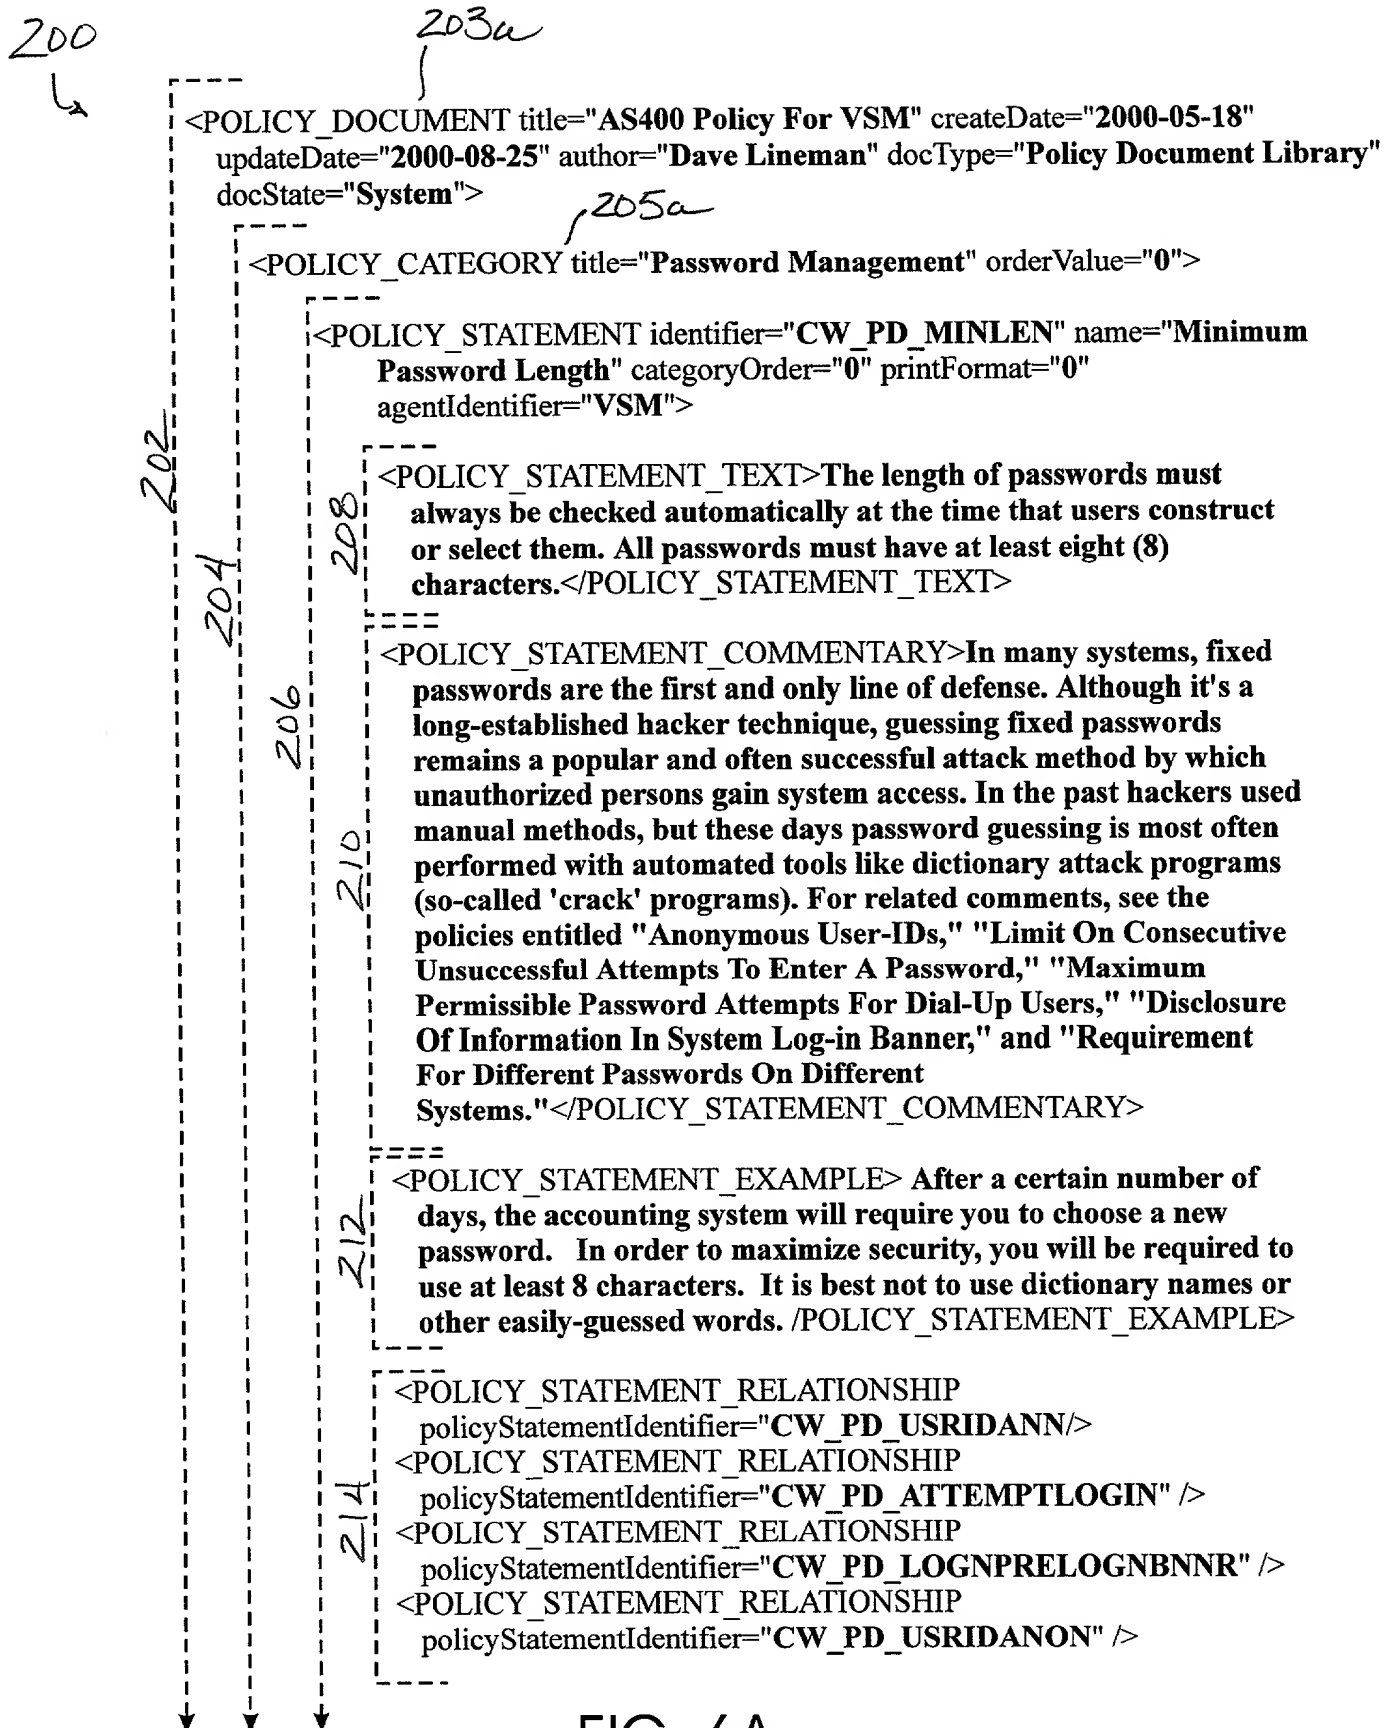 200
203a
<POLICY_DOCUMENT title="AS400 Policy For VSM" createDate="2000-05-18"
updateDate="2000-08-25" author="Dave Lineman" docType="Policy Document Library"
docState="System">
205a
<POLICY_CATEGORY title="Password Management" orderValue="0">
<POLICY_STATEMENT identifier="CW_PD_MINLEN" name="Minimum
Password Length" categoryOrder="0" printFormat="0"
agentIdentifier="VSM">
202
204
206
208
<POLICY_STATEMENT_TEXT>The length of passwords must
always be checked automatically at the time that users construct
or select them. All passwords must have at least eight (8)
characters.</POLICY_STATEMENT_TEXT>
210
<POLICY_STATEMENT_COMMENTARY>In many systems, fixed
passwords are the first and only line of defense. Although it's a
long-established hacker technique, guessing fixed passwords
remains a popular and often successful attack method by which
unauthorized persons gain system access. In the past hackers used
manual methods, but these days password guessing is most often
performed with automated tools like dictionary attack programs
(so-called 'crack' programs). For related comments, see the
policies entitled "Anonymous User-IDs," "Limit On Consecutive
Unsuccessful Attempts To Enter A Password," "Maximum
Permissible Password Attempts For Dial-Up Users," "Disclosure
Of Information In System Log-in Banner," and "Requirement
For Different Passwords On Different
Systems."</POLICY_STATEMENT_COMMENTARY>
212
<POLICY_STATEMENT_EXAMPLE> After a certain number of
days, the accounting system will require you to choose a new
password. In order to maximize security, you will be required to
use at least 8 characters. It is best not to use dictionary names or
other easily-guessed words. /POLICY_STATEMENT_EXAMPLE>
214
<POLICY_STATEMENT_RELATIONSHIP
policyStatementIdentifier="CW_PD_USRIDANN/>
<POLICY_STATEMENT_RELATIONSHIP
policyStatementIdentifier="CW_PD_ATTEMPTLOGIN" />
<POLICY_STATEMENT_RELATIONSHIP
policyStatementIdentifier="CW_PD_LOGNPRELOGNBNNR" />
<POLICY_STATEMENT_RELATIONSHIP
policyStatementIdentifier="CW_PD_USRIDANON" />
FIG. 6A